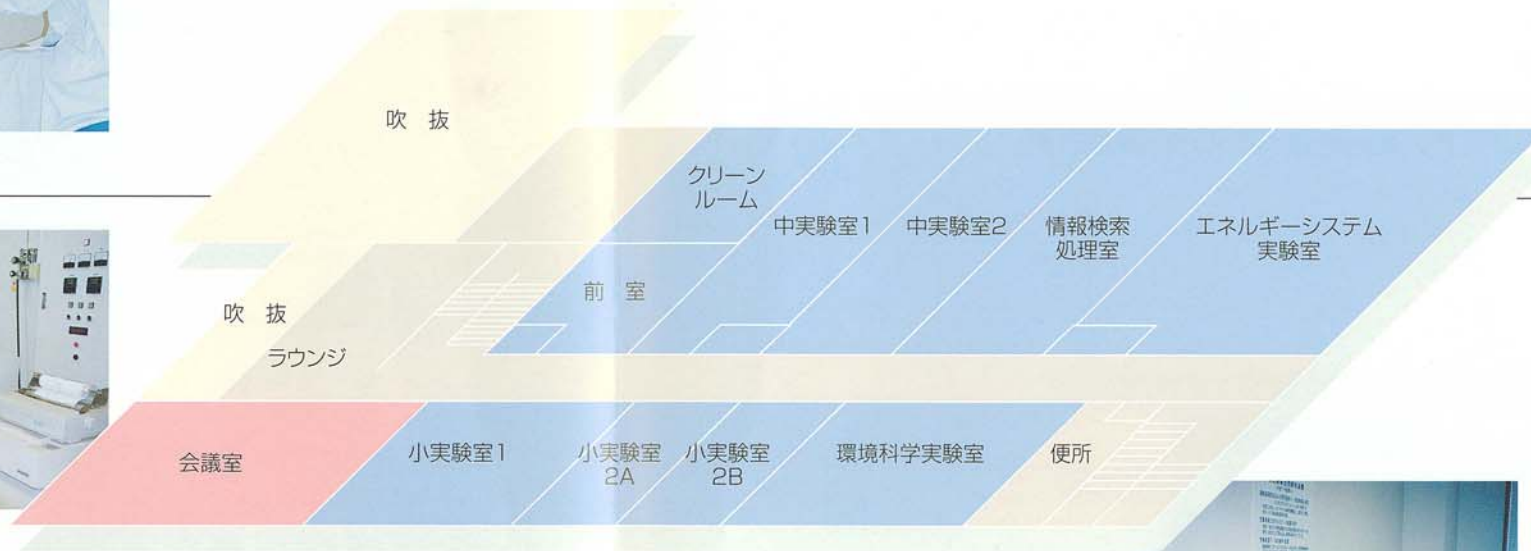 吹 抜
クリーン
ルーム
中実験室1
中実験室2
情報検索
処理室
エネルギーシステム
実験室
前 室
吹 抜
ラウンジ
会議室
小実験室1
小実験室
2A
小実験室
2B
環境科学実験室
便所